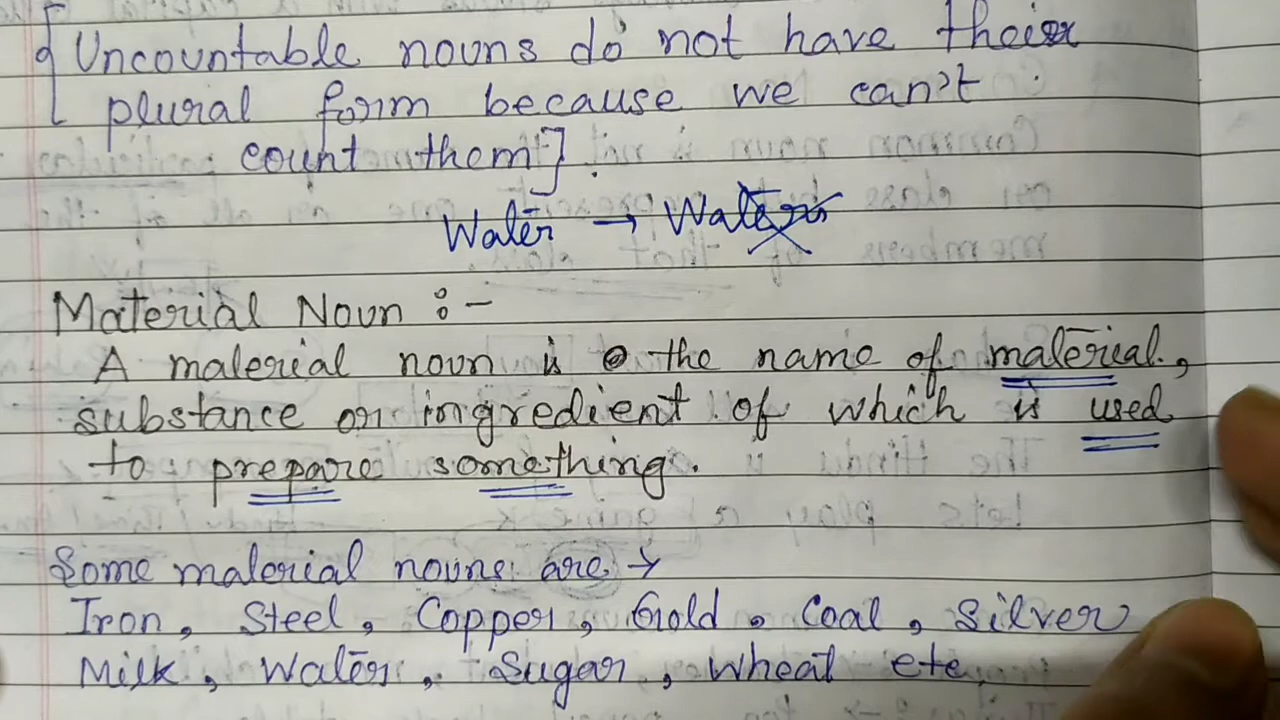 [Uncountable nouns do not have their
plural form because we can't
count them].
Water → Waters
Material Noun :-
A material noun is the name of material,
substance or ingredient of which is used
to prepare something.
Some material nouns are →
Iron, Steel, Copper, Gold, Coal, Silver
Milk, Water, Sugar, Wheat etc.